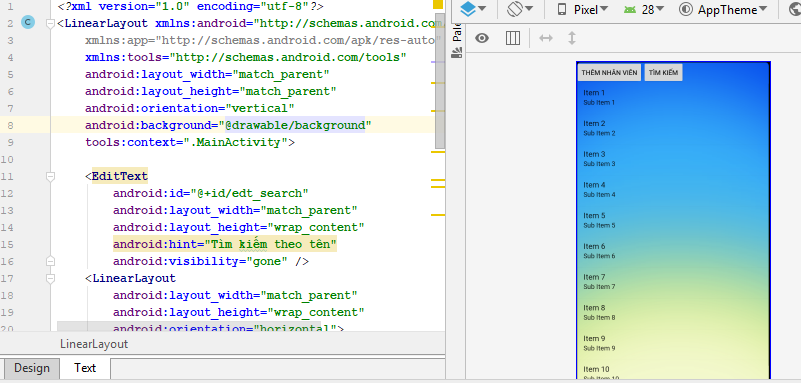 1 <?xml version="1.0" encoding="utf-8"?>
2 <LinearLayout xmlns:android="http://schemas.android.com/
3 xmlns:app="http://schemas.android.com/apk/res-auto"
4 xmlns:tools="http://schemas.android.com/tools"
5 android:layout_width="match_parent"
6 android:layout_height="match_parent"
7 android:orientation="vertical"
8 android:background="@drawable/background"
9 tools:context=".MainActivity">
10
11 <EditText
12 android:id="@+id/edt_search"
13 android:layout_width="match_parent"
14 android:layout_height="wrap_content"
15 android:hint="Tìm kiếm theo tên"
16 android:visibility="gone" />
17 <LinearLayout
18 android:layout_width="match_parent"
19 android:layout_height="wrap_content"
20 android:orientation="horizontal">
LinearLayout
Design Text
Pixel 28 AppTheme
THÊM NHÂN VIÊN TÌM KIẾM
Item 1
Sub Item 1
Item 2
Sub Item 2
Item 3
Sub Item 3
Item 4
Sub Item 4
Item 5
Sub Item 5
Item 6
Sub Item 6
Item 7
Sub Item 7
Item 8
Sub Item 8
Item 9
Sub Item 9
Item 10
Sub Item 10